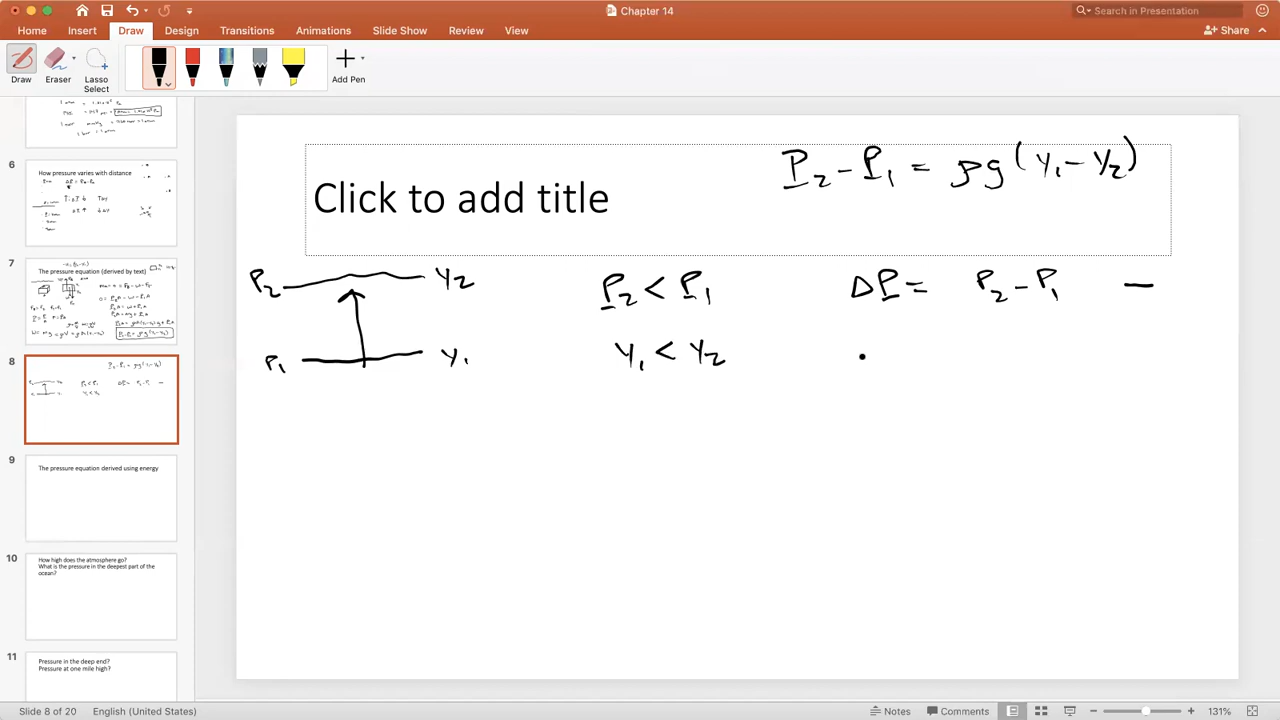 Chapter 14
Search in Presentation
Home Insert Draw Design Transitions Animations Slide Show Review View Share
Draw Eraser Lasso Select Add Pen
6
How pressure varies with distance
7
The pressure equation (derived by text)
8
9
The pressure equation derived using energy
10
How high does the atmosphere go?
What is the pressure in the deepest part of the
ocean?
11
Pressure in the deep end?
Pressure at one mile high?
P₂ - P₁ = ρg(y₁ - y₂)
Click to add title
P₂ y₂ P₂ < P₁ ΔP = P₂ - P₁ —
P₁ y₁ y₁ < y₂
Slide 8 of 20 English (United States) Notes Comments 131%